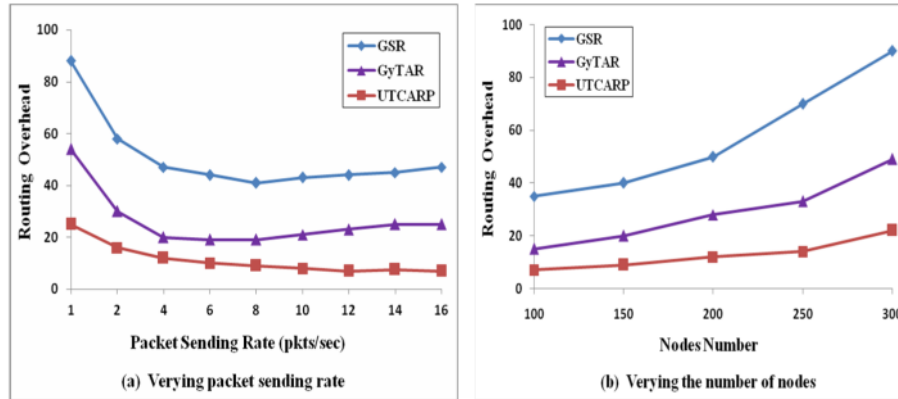 100
80
60
40
20
0
Routing Overhead
GSR
GyTAR
UTCARP
1 2 4 6 8 10 12 14 16
Packet Sending Rate (pkts/sec)
(a) Verying packet sending rate
100
80
60
40
20
0
Routing Overhead
GSR
GyTAR
UTCARP
100 150 200 250 300
Nodes Number
(b) Verying the number of nodes